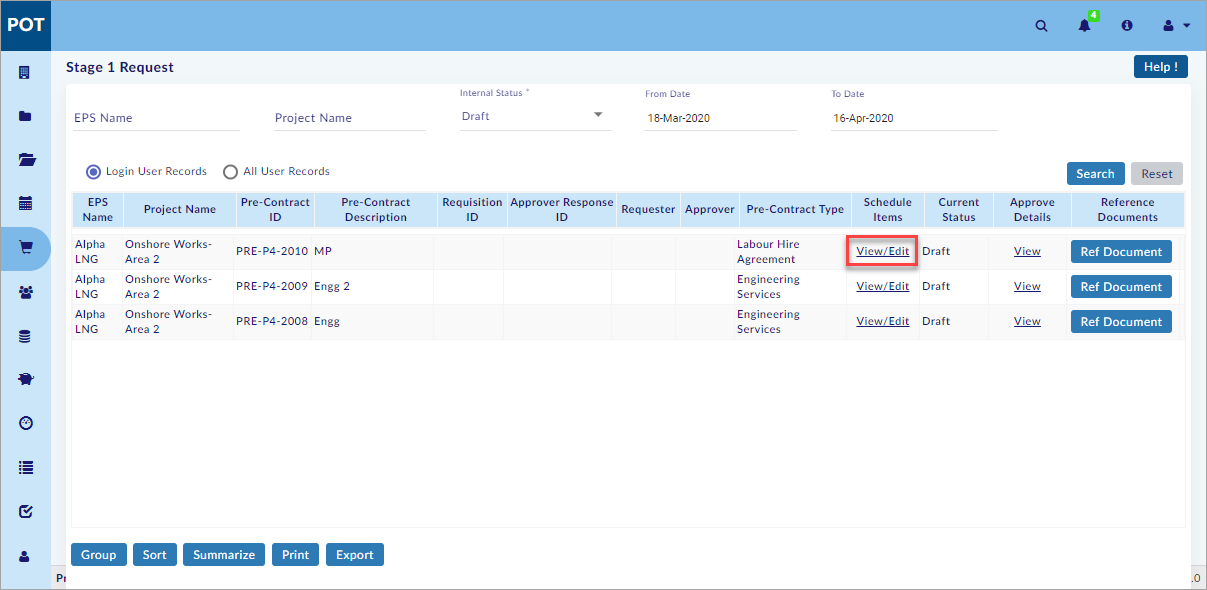 POT
4
Stage 1 Request
Help !
EPS Name
Project Name
Internal Status *
Draft
From Date
18-Mar-2020
To Date
16-Apr-2020
Login User Records
All User Records
Search
Reset
EPS Name
Project Name
Pre-Contract ID
Pre-Contract Description
Requisition ID
Approver Response ID
Requester
Approver
Pre-Contract Type
Schedule Items
Current Status
Approve Details
Reference Documents
Alpha LNG
Onshore Works-Area 2
PRE-P4-2010
MP
Labour Hire Agreement
View/Edit
Draft
View
Ref Document
Alpha LNG
Onshore Works-Area 2
PRE-P4-2009
Engg 2
Engineering Services
View/Edit
Draft
View
Ref Document
Alpha LNG
Onshore Works-Area 2
PRE-P4-2008
Engg
Engineering Services
View/Edit
Draft
View
Ref Document
Group
Sort
Summarize
Print
Export